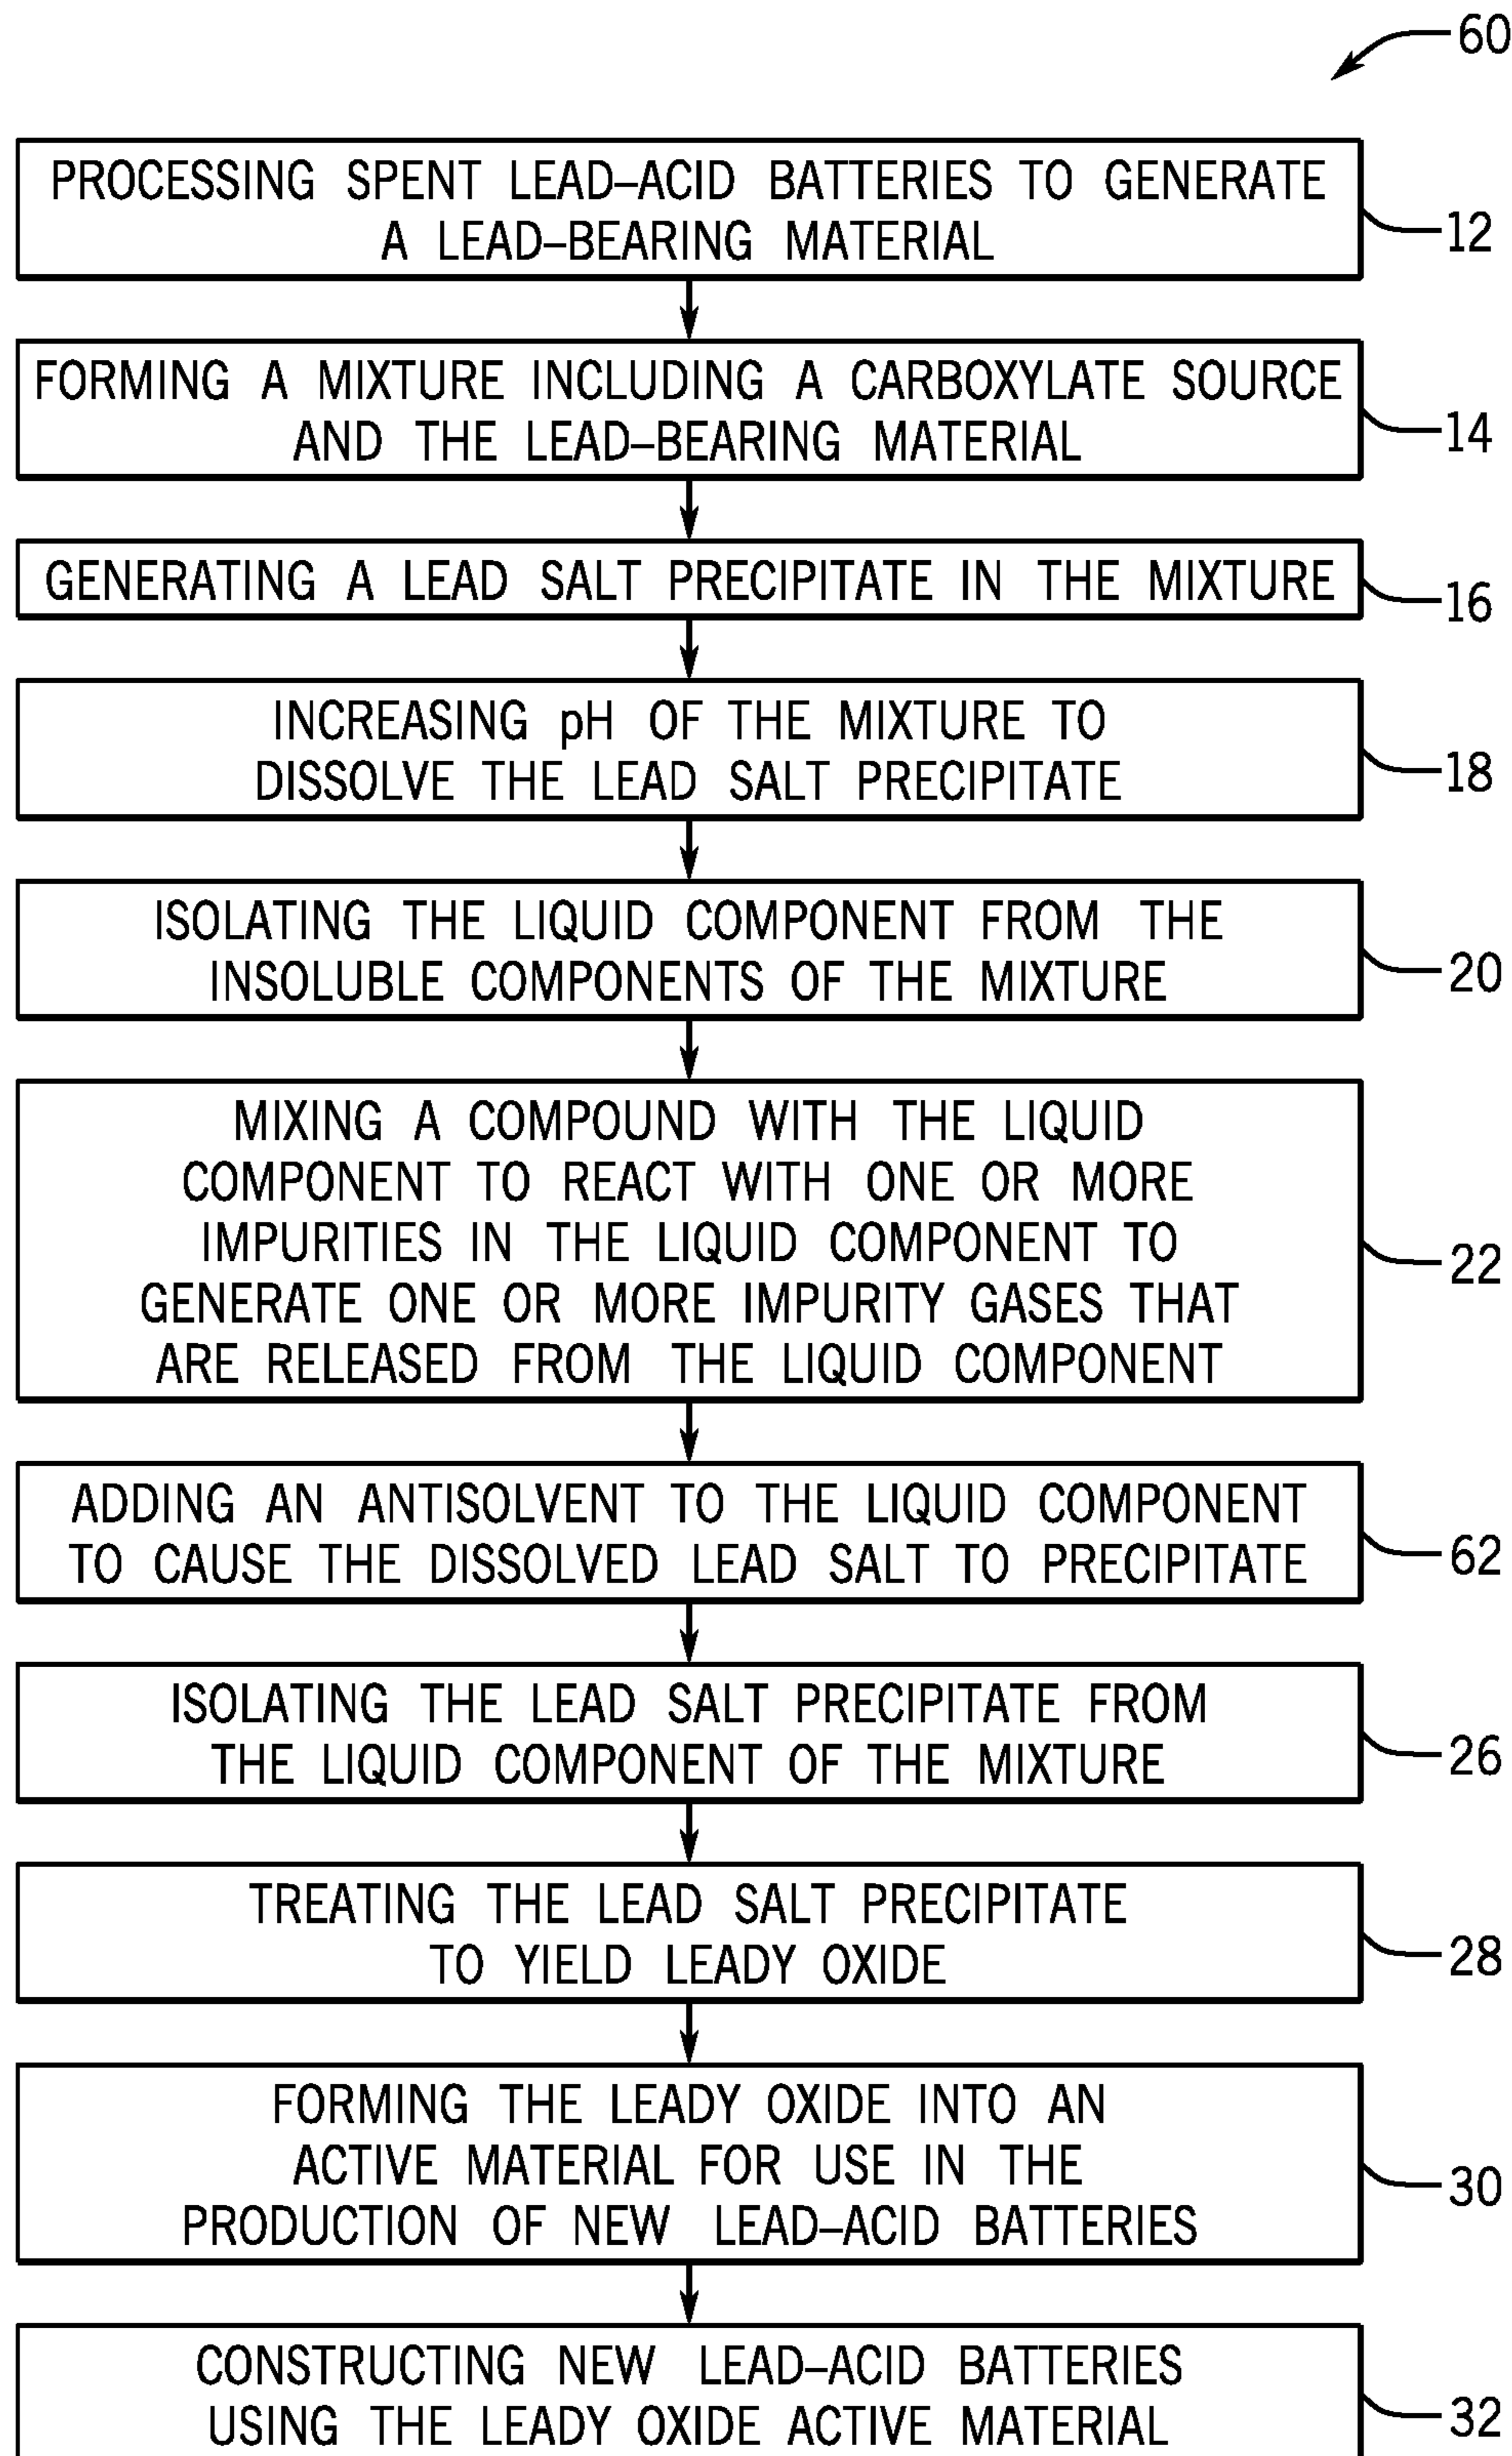 60
PROCESSING SPENT LEAD–ACID BATTERIES TO GENERATE
A LEAD–BEARING MATERIAL
12
FORMING A MIXTURE INCLUDING A CARBOXYLATE SOURCE
AND THE LEAD–BEARING MATERIAL
14
GENERATING A LEAD SALT PRECIPITATE IN THE MIXTURE
16
INCREASING pH OF THE MIXTURE TO
DISSOLVE THE LEAD SALT PRECIPITATE
18
ISOLATING THE LIQUID COMPONENT FROM THE
INSOLUBLE COMPONENTS OF THE MIXTURE
20
MIXING A COMPOUND WITH THE LIQUID
COMPONENT TO REACT WITH ONE OR MORE
IMPURITIES IN THE LIQUID COMPONENT TO
GENERATE ONE OR MORE IMPURITY GASES THAT
ARE RELEASED FROM THE LIQUID COMPONENT
22
ADDING AN ANTISOLVENT TO THE LIQUID COMPONENT
TO CAUSE THE DISSOLVED LEAD SALT TO PRECIPITATE
62
ISOLATING THE LEAD SALT PRECIPITATE FROM
THE LIQUID COMPONENT OF THE MIXTURE
26
TREATING THE LEAD SALT PRECIPITATE
TO YIELD LEADY OXIDE
28
FORMING THE LEADY OXIDE INTO AN
ACTIVE MATERIAL FOR USE IN THE
PRODUCTION OF NEW LEAD–ACID BATTERIES
30
CONSTRUCTING NEW LEAD–ACID BATTERIES
USING THE LEADY OXIDE ACTIVE MATERIAL
32